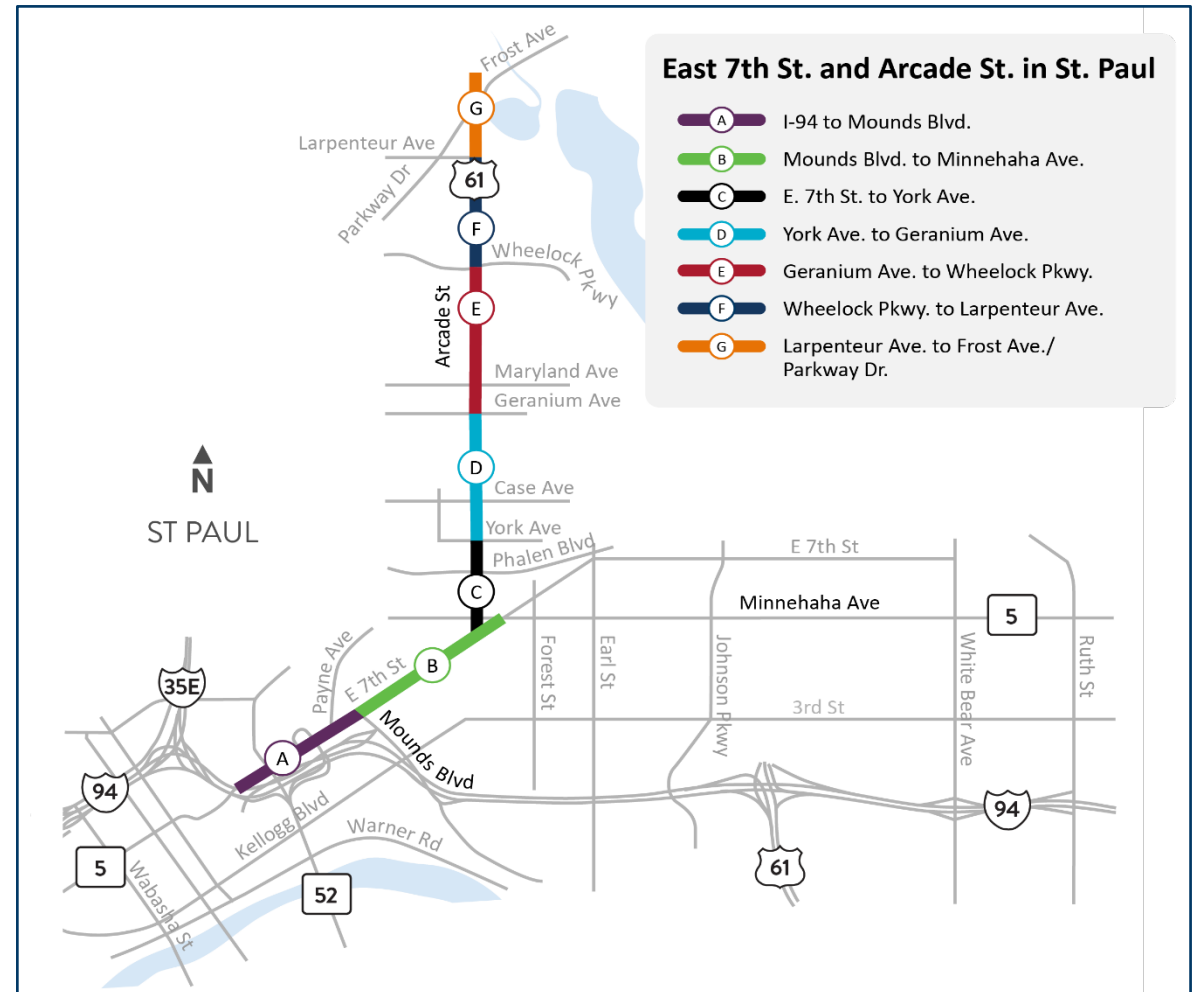 East 7th St. and Arcade St. in St. Paul
A I-94 to Mounds Blvd.
B Mounds Blvd. to Minnehaha Ave.
C E. 7th St. to York Ave.
D York Ave. to Geranium Ave.
E Geranium Ave. to Wheelock Pkwy.
F Wheelock Pkwy. to Larpenteur Ave.
G Larpenteur Ave. to Frost Ave./
Parkway Dr.
Frost Ave
G
Larpenteur Ave
61
Parkway Dr
F
Wheelock Pkwy
E
Arcade St
Maryland Ave
Geranium Ave
N
ST PAUL
D
Case Ave
York Ave
Phalen Blvd
E 7th St
C
Minnehaha Ave
5
Payne Ave
E 7th St
B
Forest St
Earl St
Johnson Pkwy
White Bear Ave
Ruth St
35E
3rd St
Mounds Blvd
A
94
94
Kellogg Blvd
Warner Rd
5
Wabasha St
52
61